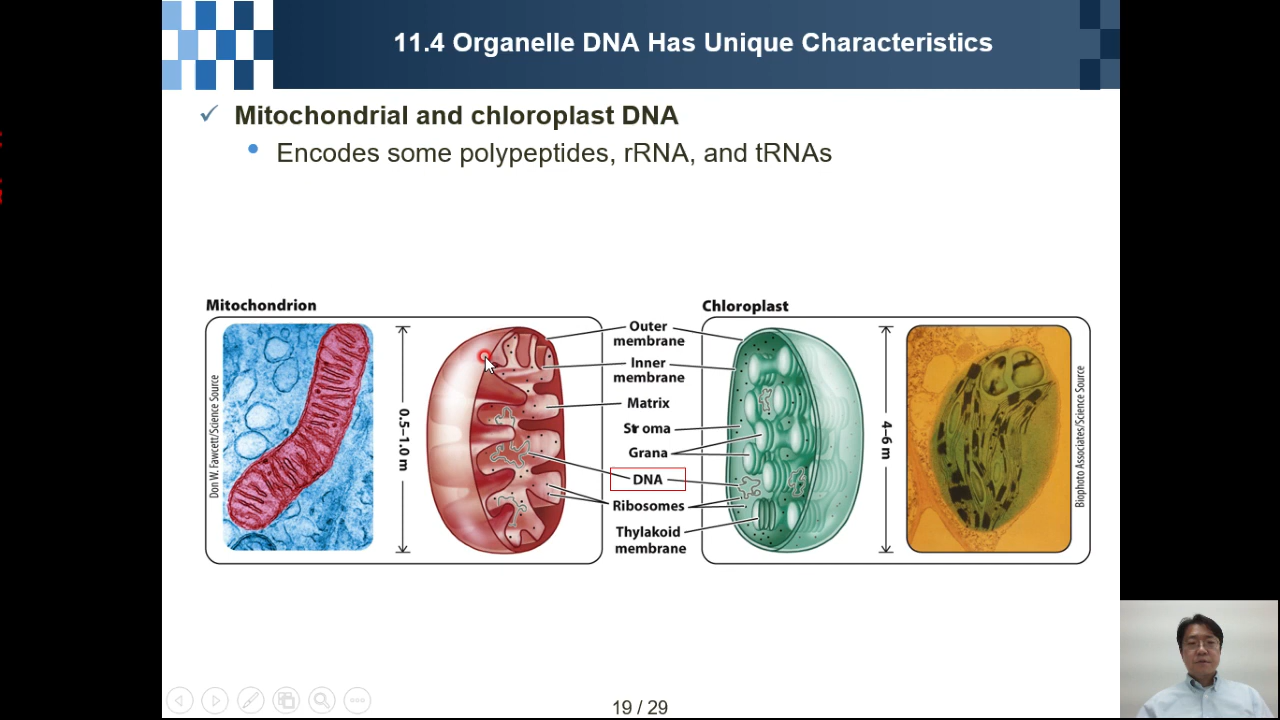 11.4 Organelle DNA Has Unique Characteristics
✓ Mitochondrial and chloroplast DNA
• Encodes some polypeptides, rRNA, and tRNAs
Mitochondrion
Chloroplast
Don W. Fawcett/Science Source
0.5–1.0 m
Outer
membrane
Inner
membrane
Matrix
Stroma
Grana
DNA
Ribosomes
Thylakoid
membrane
4–6 m
Biophoto Associates/Science Source
19 / 29